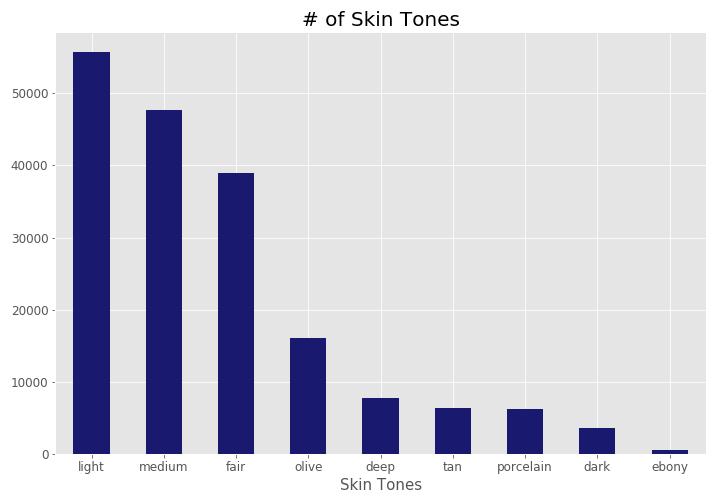 # of Skin Tones
50000
40000
30000
20000
10000
0
light medium fair olive deep tan porcelain dark ebony
Skin Tones